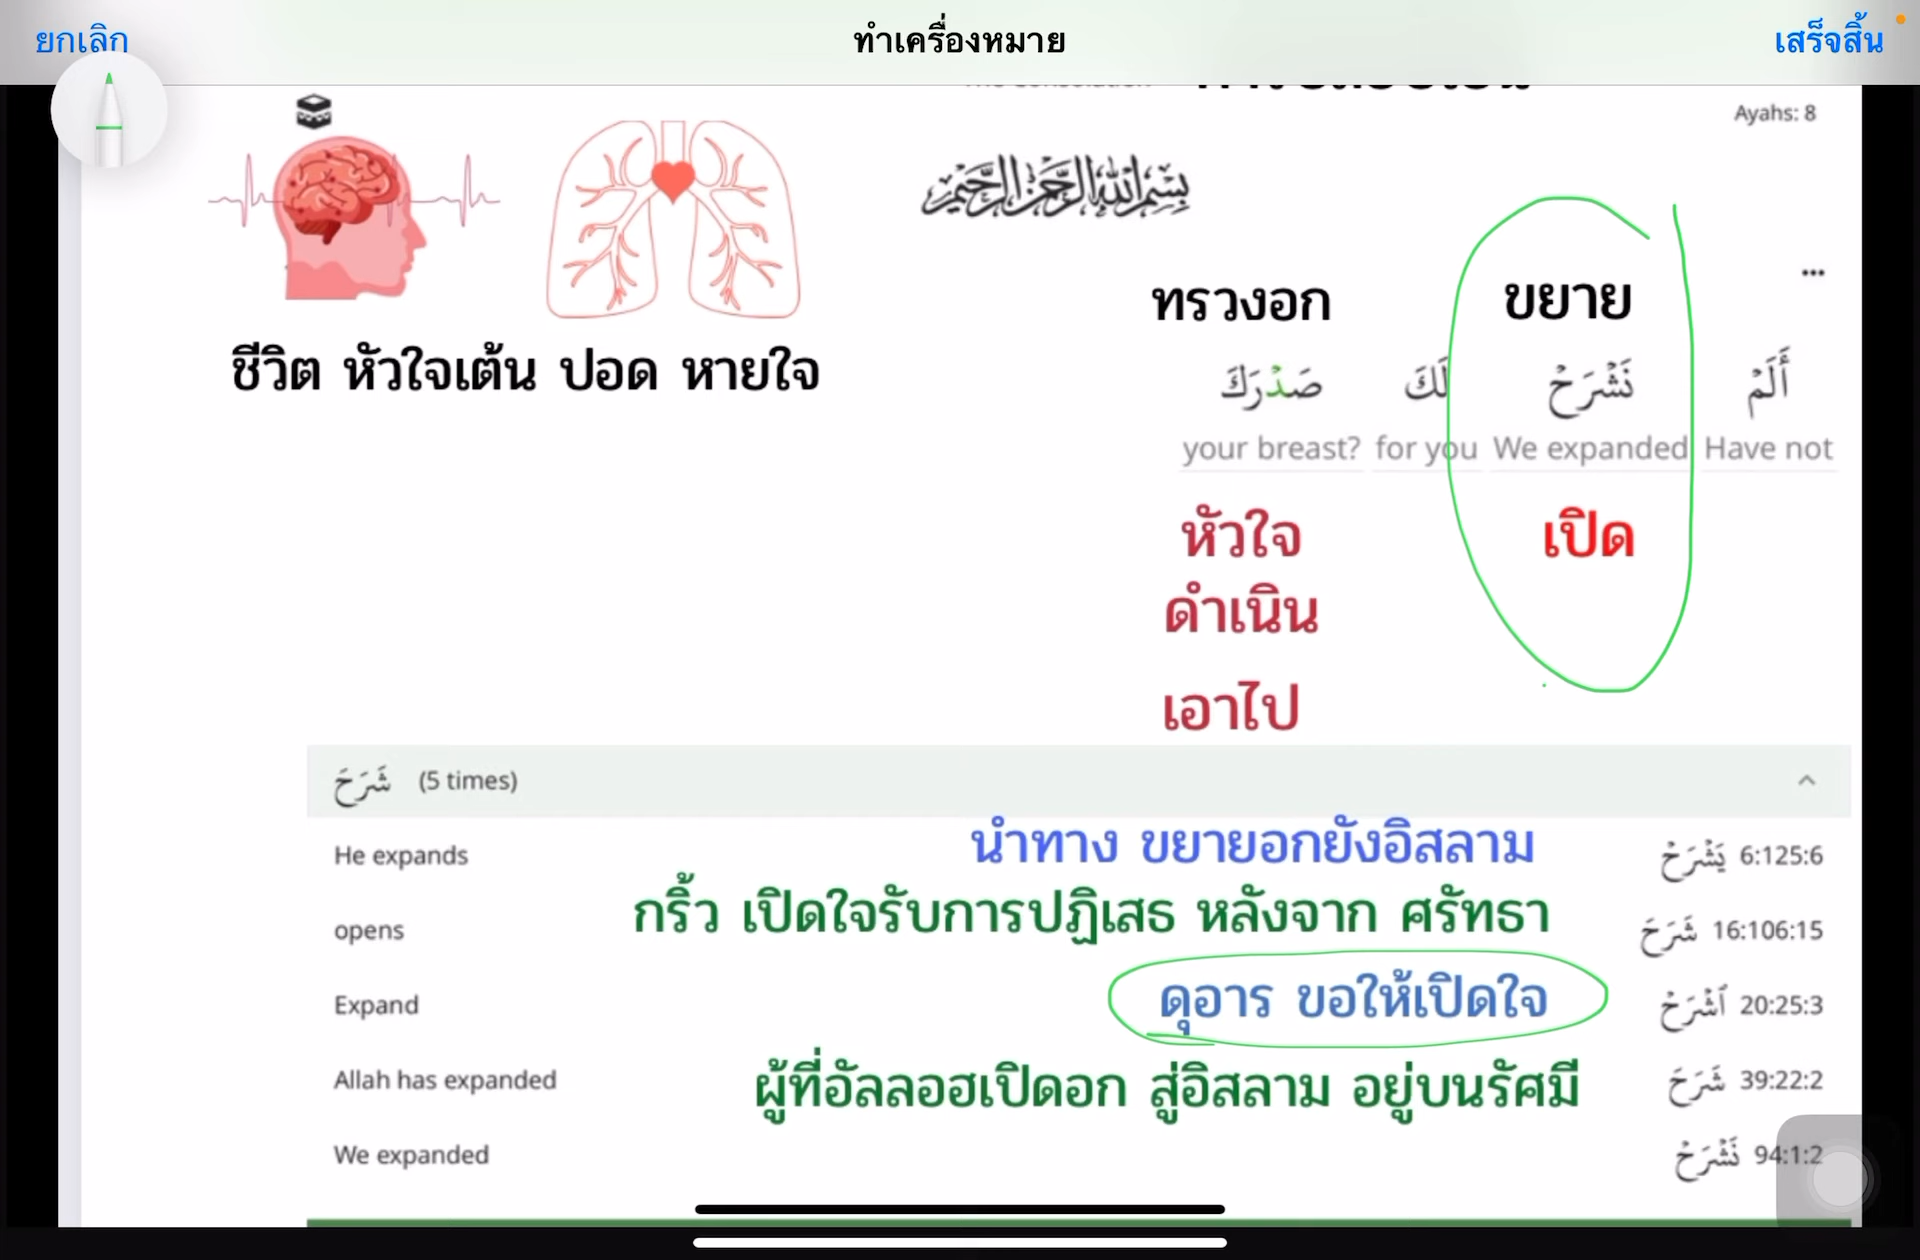 ยกเลิก
ทำเครื่องหมาย
เสร็จสิ้น
Ayahs: 8
بِسْمِ اللَّهِ الرَّحْمَٰنِ الرَّحِيمِ
ทรวงอก ขยาย
ชีวิต หัวใจเต้น ปอด หายใจ
أَلَمْ نَشْرَحْ لَكَ صَدْرَكَ
your breast? for you We expanded Have not
หัวใจ เปิด
ดำเนิน
เอาไป
شَرَحَ (5 times)
นำทาง ขยายอกยังอิสลาม
He expands يَشْرَحْ 6:125:6
กริ้ว เปิดใจรับการปฏิเสธ หลังจาก ศรัทธา
opens شَرَحَ 16:106:15
ดุอาร ขอให้เปิดใจ
Expand ٱشْرَحْ 20:25:3
ผู้ที่อัลลอฮเปิดอก สู่อิสลาม อยู่บนรัศมี
Allah has expanded شَرَحَ 39:22:2
We expanded نَشْرَحْ 94:1:2